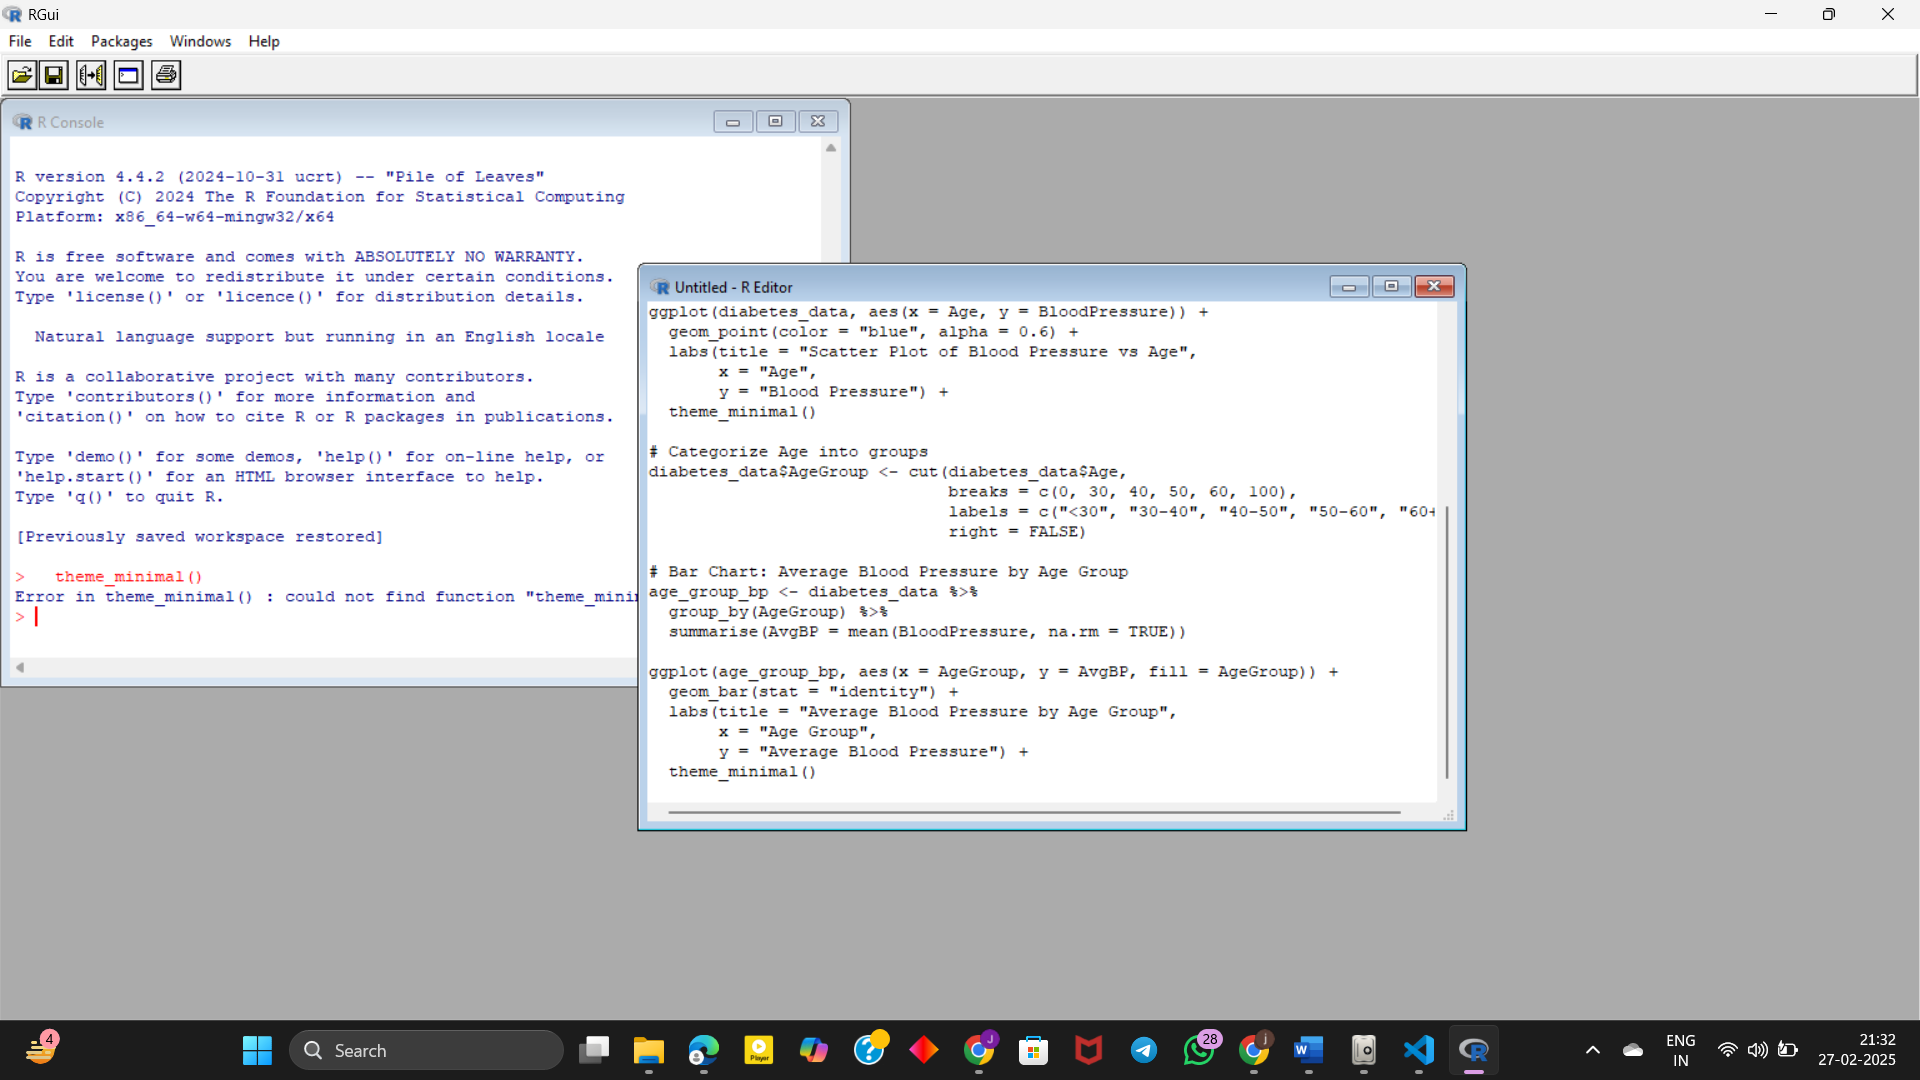 RGui
File Edit Packages Windows Help
R Console
R version 4.4.2 (2024-10-31 ucrt) -- "Pile of Leaves"
Copyright (C) 2024 The R Foundation for Statistical Computing
Platform: x86_64-w64-mingw32/x64
R is free software and comes with ABSOLUTELY NO WARRANTY.
You are welcome to redistribute it under certain conditions.
Type 'license()' or 'licence()' for distribution details.
Natural language support but running in an English locale
R is a collaborative project with many contributors.
Type 'contributors()' for more information and
'citation()' on how to cite R or R packages in publications.
Type 'demo()' for some demos, 'help()' for on-line help, or
'help.start()' for an HTML browser interface to help.
Type 'q()' to quit R.
[Previously saved workspace restored]
> theme_minimal()
Error in theme_minimal() : could not find function "theme_mini
>
Untitled - R Editor
ggplot(diabetes_data, aes(x = Age, y = BloodPressure)) +
geom_point(color = "blue", alpha = 0.6) +
labs(title = "Scatter Plot of Blood Pressure vs Age",
x = "Age",
y = "Blood Pressure") +
theme_minimal()
# Categorize Age into groups
diabetes_data$AgeGroup <- cut(diabetes_data$Age,
breaks = c(0, 30, 40, 50, 60, 100),
labels = c("<30", "30-40", "40-50", "50-60", "60+
right = FALSE)
# Bar Chart: Average Blood Pressure by Age Group
age_group_bp <- diabetes_data %>%
group_by(AgeGroup) %>%
summarise(AvgBP = mean(BloodPressure, na.rm = TRUE))
ggplot(age_group_bp, aes(x = AgeGroup, y = AvgBP, fill = AgeGroup)) +
geom_bar(stat = "identity") +
labs(title = "Average Blood Pressure by Age Group",
x = "Age Group",
y = "Average Blood Pressure") +
theme_minimal()
4
Search
Player
J
28
j
ENG
IN
21:32
27-02-2025